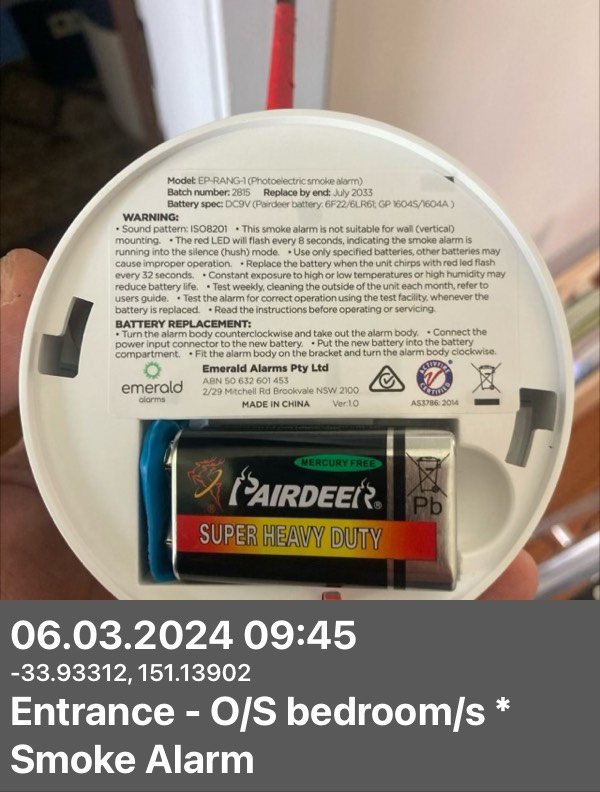 Model: EP-RANG-1 (Photoelectric smoke alarm)
Batch number: 2815 Replace by end: July 2033
Battery spec: DC9V (Pairdeer battery: 6F22/6LR61; GP 1604S/1604A )
WARNING:
• Sound pattern: ISO8201 • This smoke alarm is not suitable for wall (vertical)
mounting. • The red LED will flash every 8 seconds, indicating the smoke alarm is
running into the silence (hush) mode. • Use only specified batteries, other batteries may
cause improper operation. • Replace the battery when the unit chirps with red led flash
every 32 seconds. • Constant exposure to high or low temperatures or high humidity may
reduce battery life. • Test weekly, cleaning the outside of the unit each month, refer to
users guide. • Test the alarm for correct operation using the test facility, whenever the
battery is replaced. • Read the instructions before operating or servicing.
BATTERY REPLACEMENT:
• Turn the alarm body counterclockwise and take out the alarm body. • Connect the
power input connector to the new battery. • Put the new battery into the battery
compartment. • Fit the alarm body on the bracket and turn the alarm body clockwise.
emerald
alarms
Emerald Alarms Pty Ltd
ABN 50 632 601 453
2/29 Mitchell Rd Brookvale NSW 2100
MADE IN CHINA Ver:1.0
ACTIVFIRE
CERTIFIED
AS3786: 2014
MERCURY FREE
PAIRDEER®
SUPER HEAVY DUTY
Pb
06.03.2024 09:45
-33.93312, 151.13902
Entrance - O/S bedroom/s *
Smoke Alarm